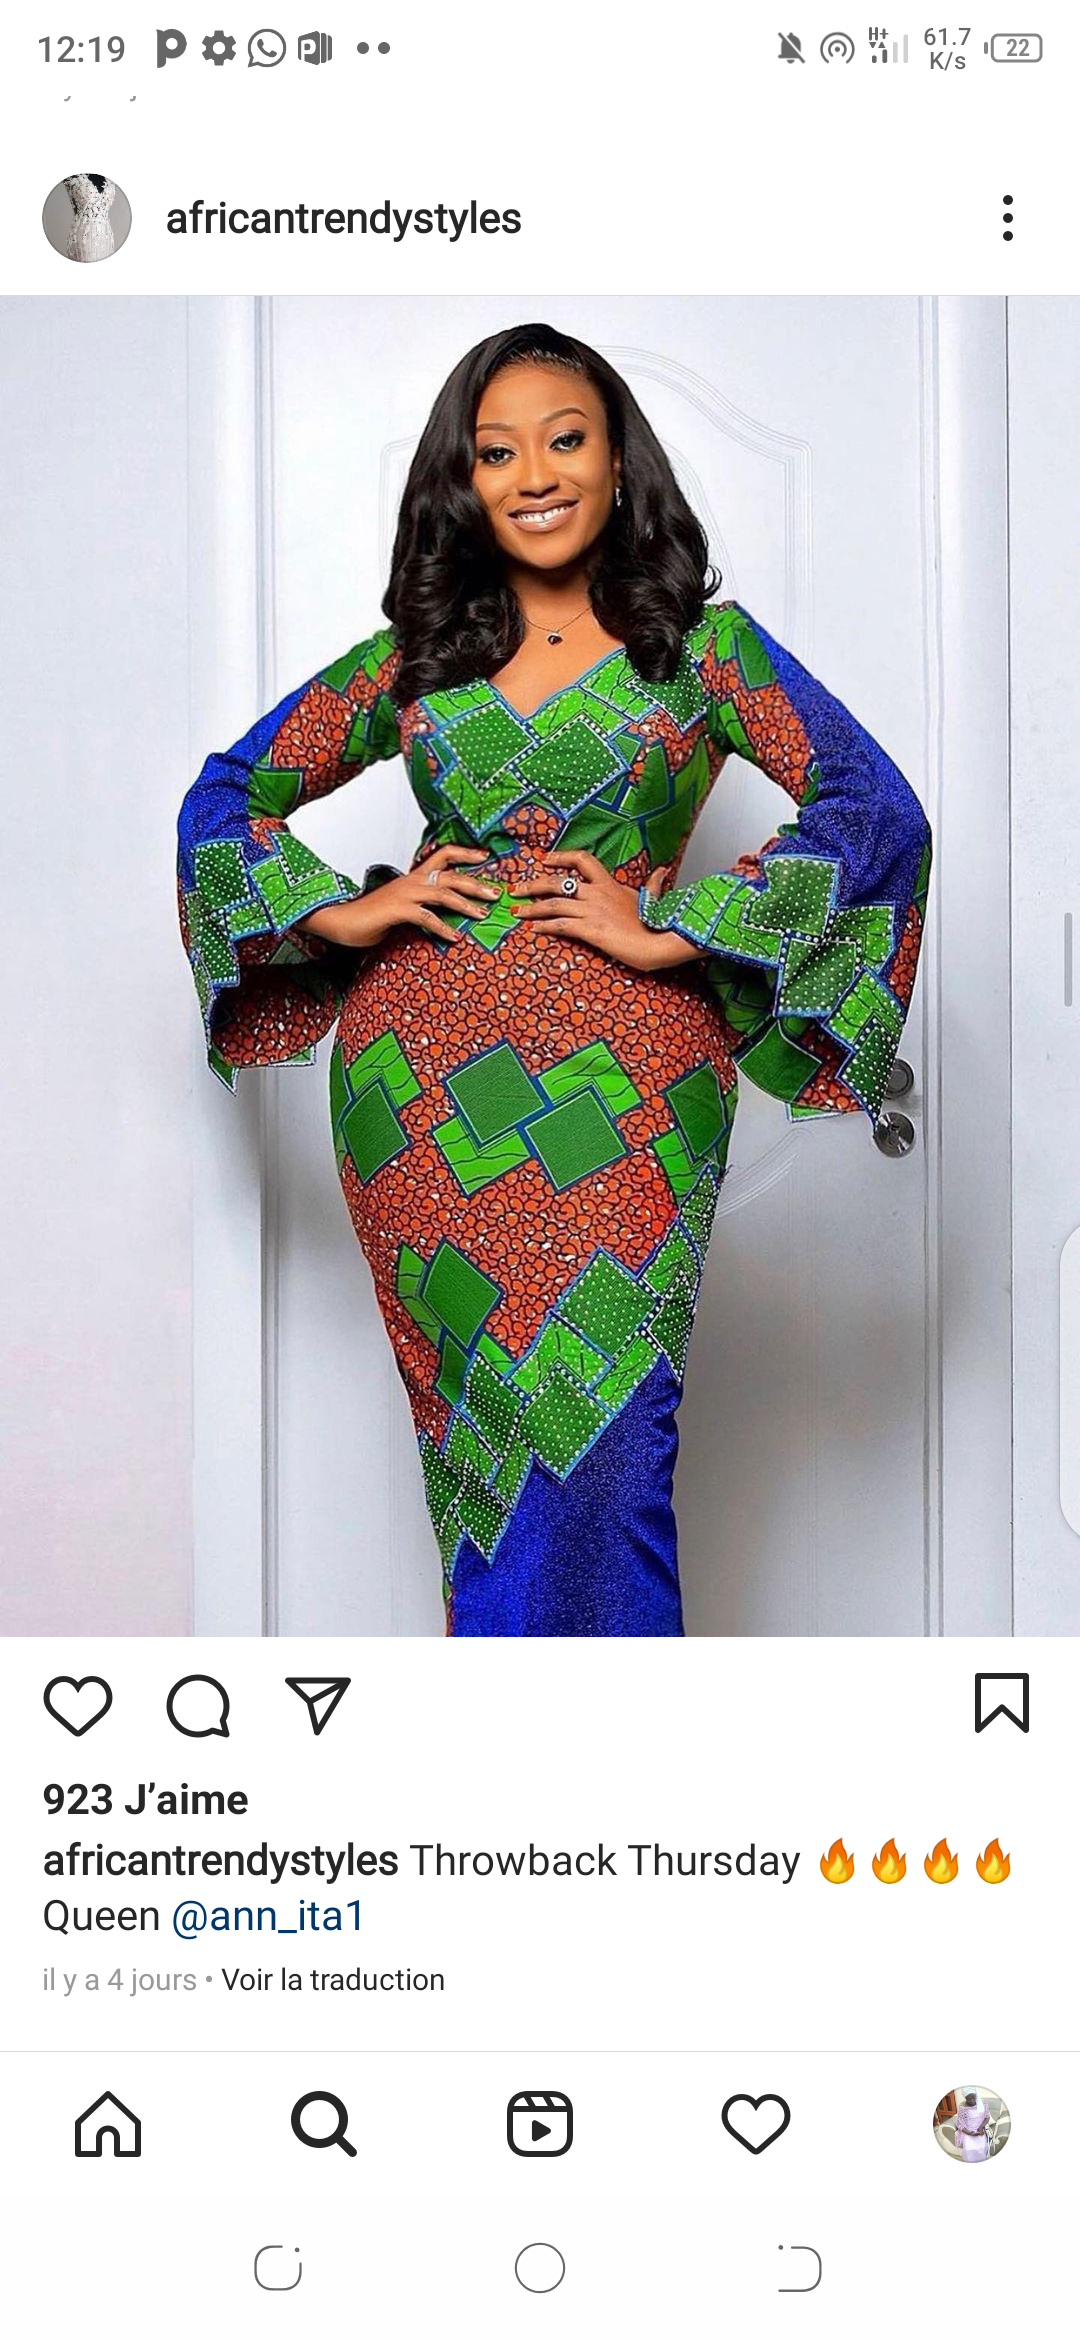 12:19
H+
61.7
K/s
22
africantrendystyles
923 J’aime
africantrendystyles Throwback Thursday 🔥🔥🔥🔥
Queen @ann_ita1
il y a 4 jours • Voir la traduction